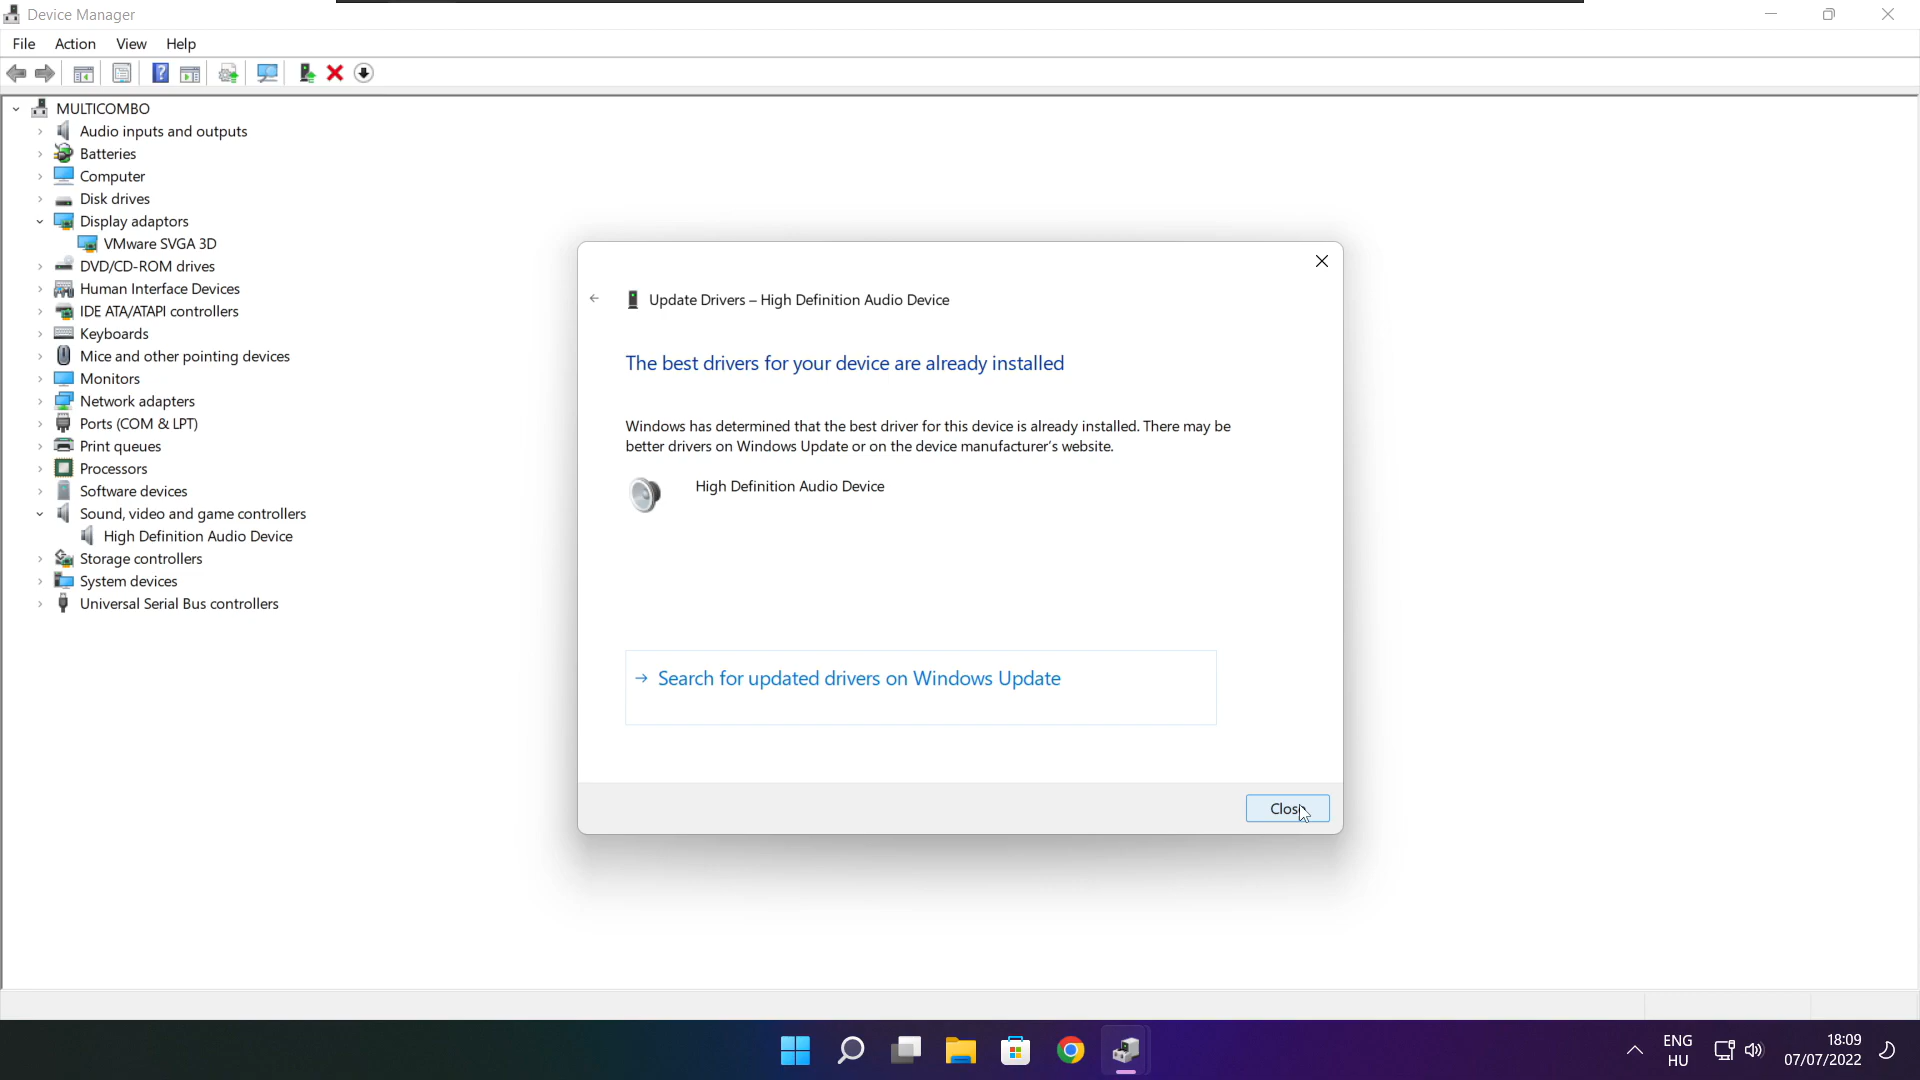 Device Manager
File Action View Help
MULTICOMBO
Audio inputs and outputs
Batteries
Computer
Disk drives
Display adaptors
VMware SVGA 3D
DVD/CD-ROM drives
Human Interface Devices
IDE ATA/ATAPI controllers
Keyboards
Mice and other pointing devices
Monitors
Network adapters
Ports (COM & LPT)
Print queues
Processors
Software devices
Sound, video and game controllers
High Definition Audio Device
Storage controllers
System devices
Universal Serial Bus controllers
Update Drivers – High Definition Audio Device
The best drivers for your device are already installed
Windows has determined that the best driver for this device is already installed. There may be
better drivers on Windows Update or on the device manufacturer's website.
High Definition Audio Device
Search for updated drivers on Windows Update
Close
ENG
HU
18:09
07/07/2022